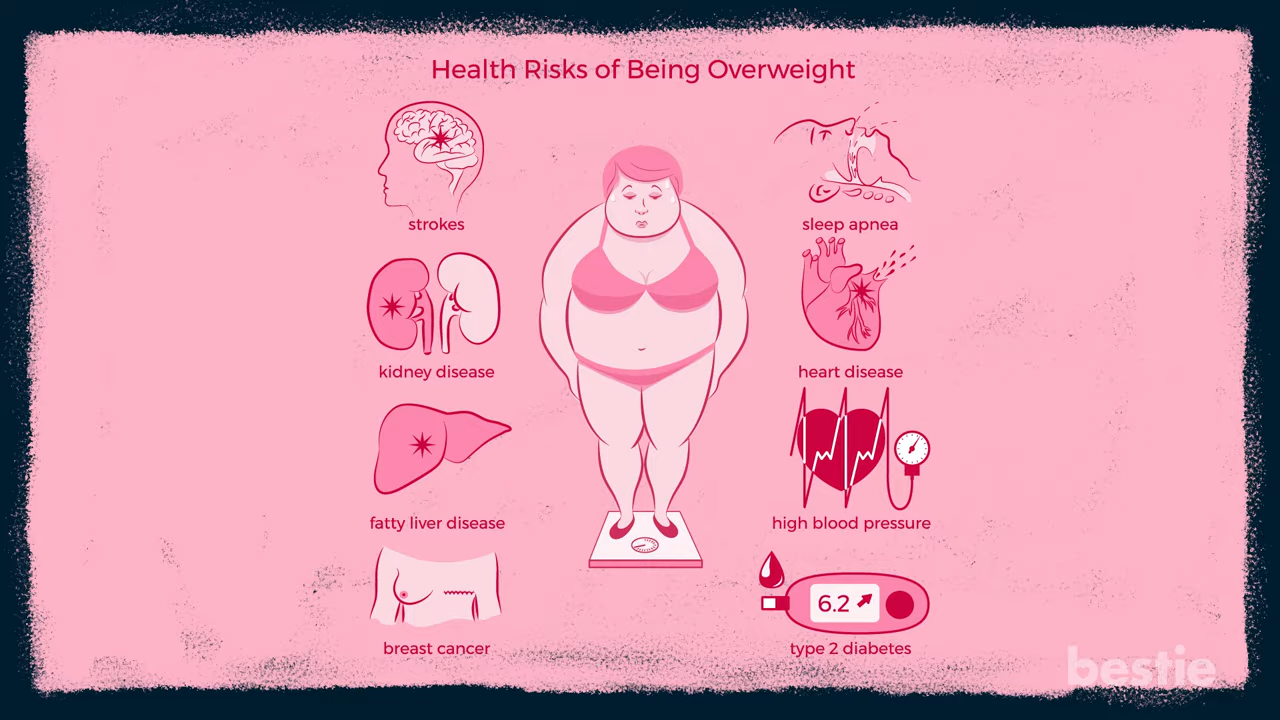 Health Risks of Being Overweight
strokes
sleep apnea
kidney disease
heart disease
fatty liver disease
high blood pressure
6.2
breast cancer
type 2 diabetes
bestie